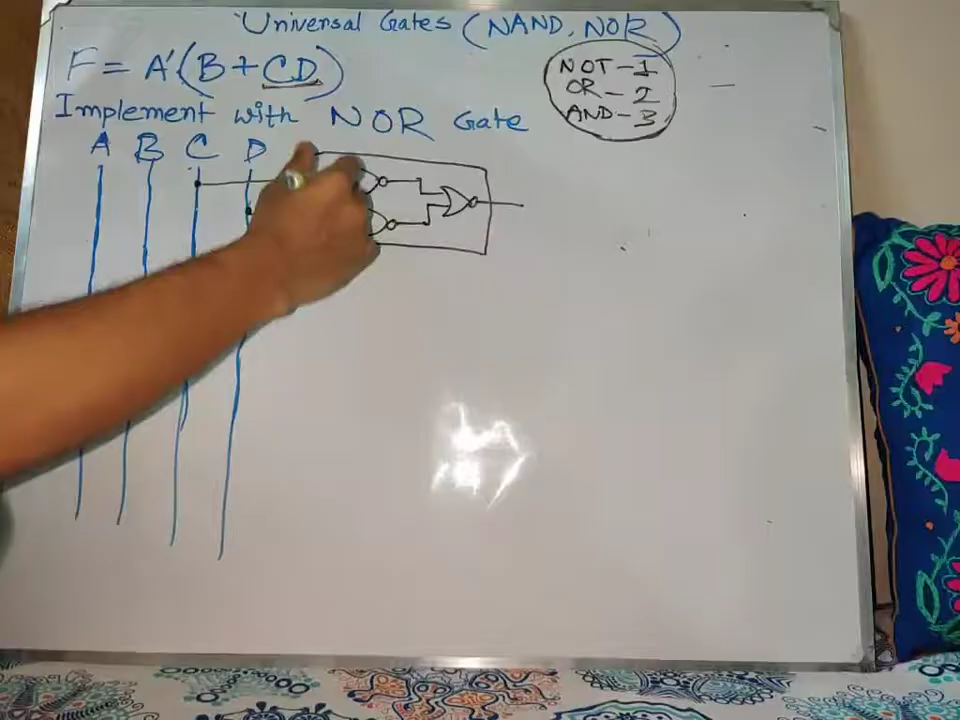 Universal Gates (NAND, NOR)
F = A'(B + CD)
NOT - 1
OR - 2
AND - 3
Implement with NOR Gate
A B C D